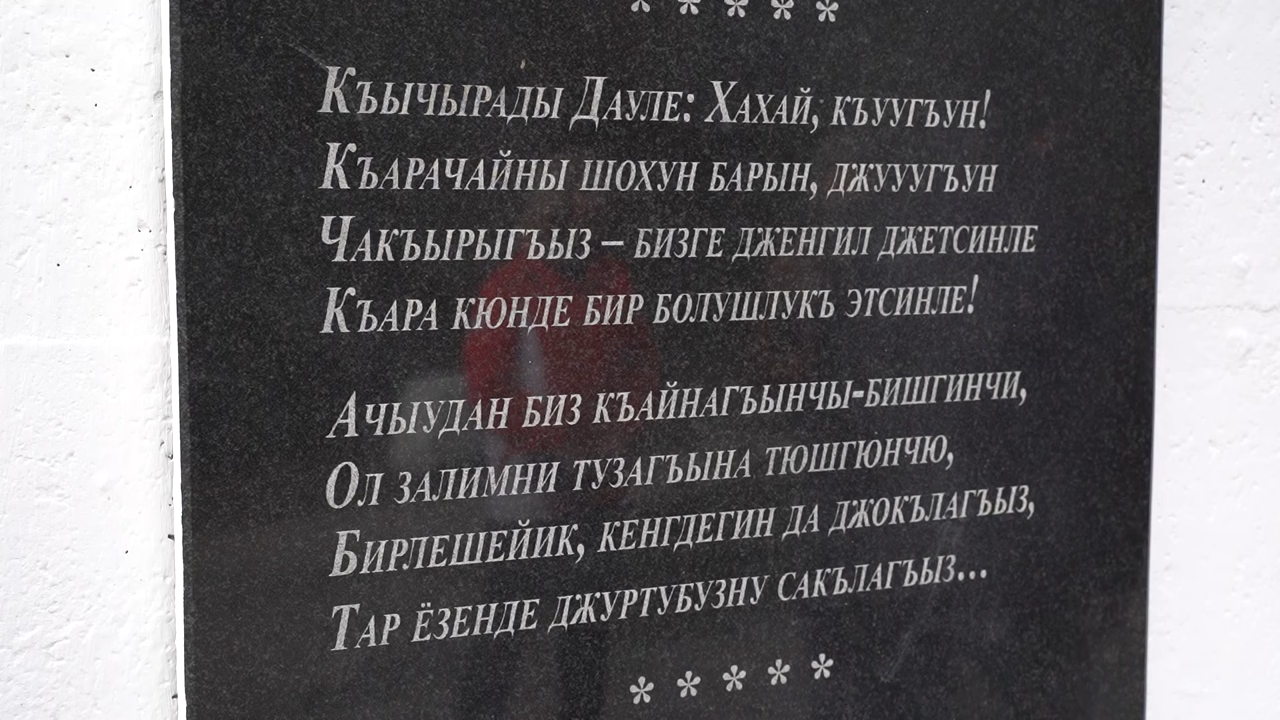 * * * * *
Къычырады Дауле: Хахай, къуугъун!
Къарачайны шохун барын, джууугъун
Чакъырыгъыз – бизге дженгил джетсинле
Къара кюнде бир болушлукъ этсинле!
Ачыудан биз къайнагъынчы-бишгинчи,
Ол залимни тузагъына тюшгюнчю,
Бирлешейик, кенгдегин да джокълагъыз,
Тар ёзенде джуртубузну сакълагъыз...
* * * * *